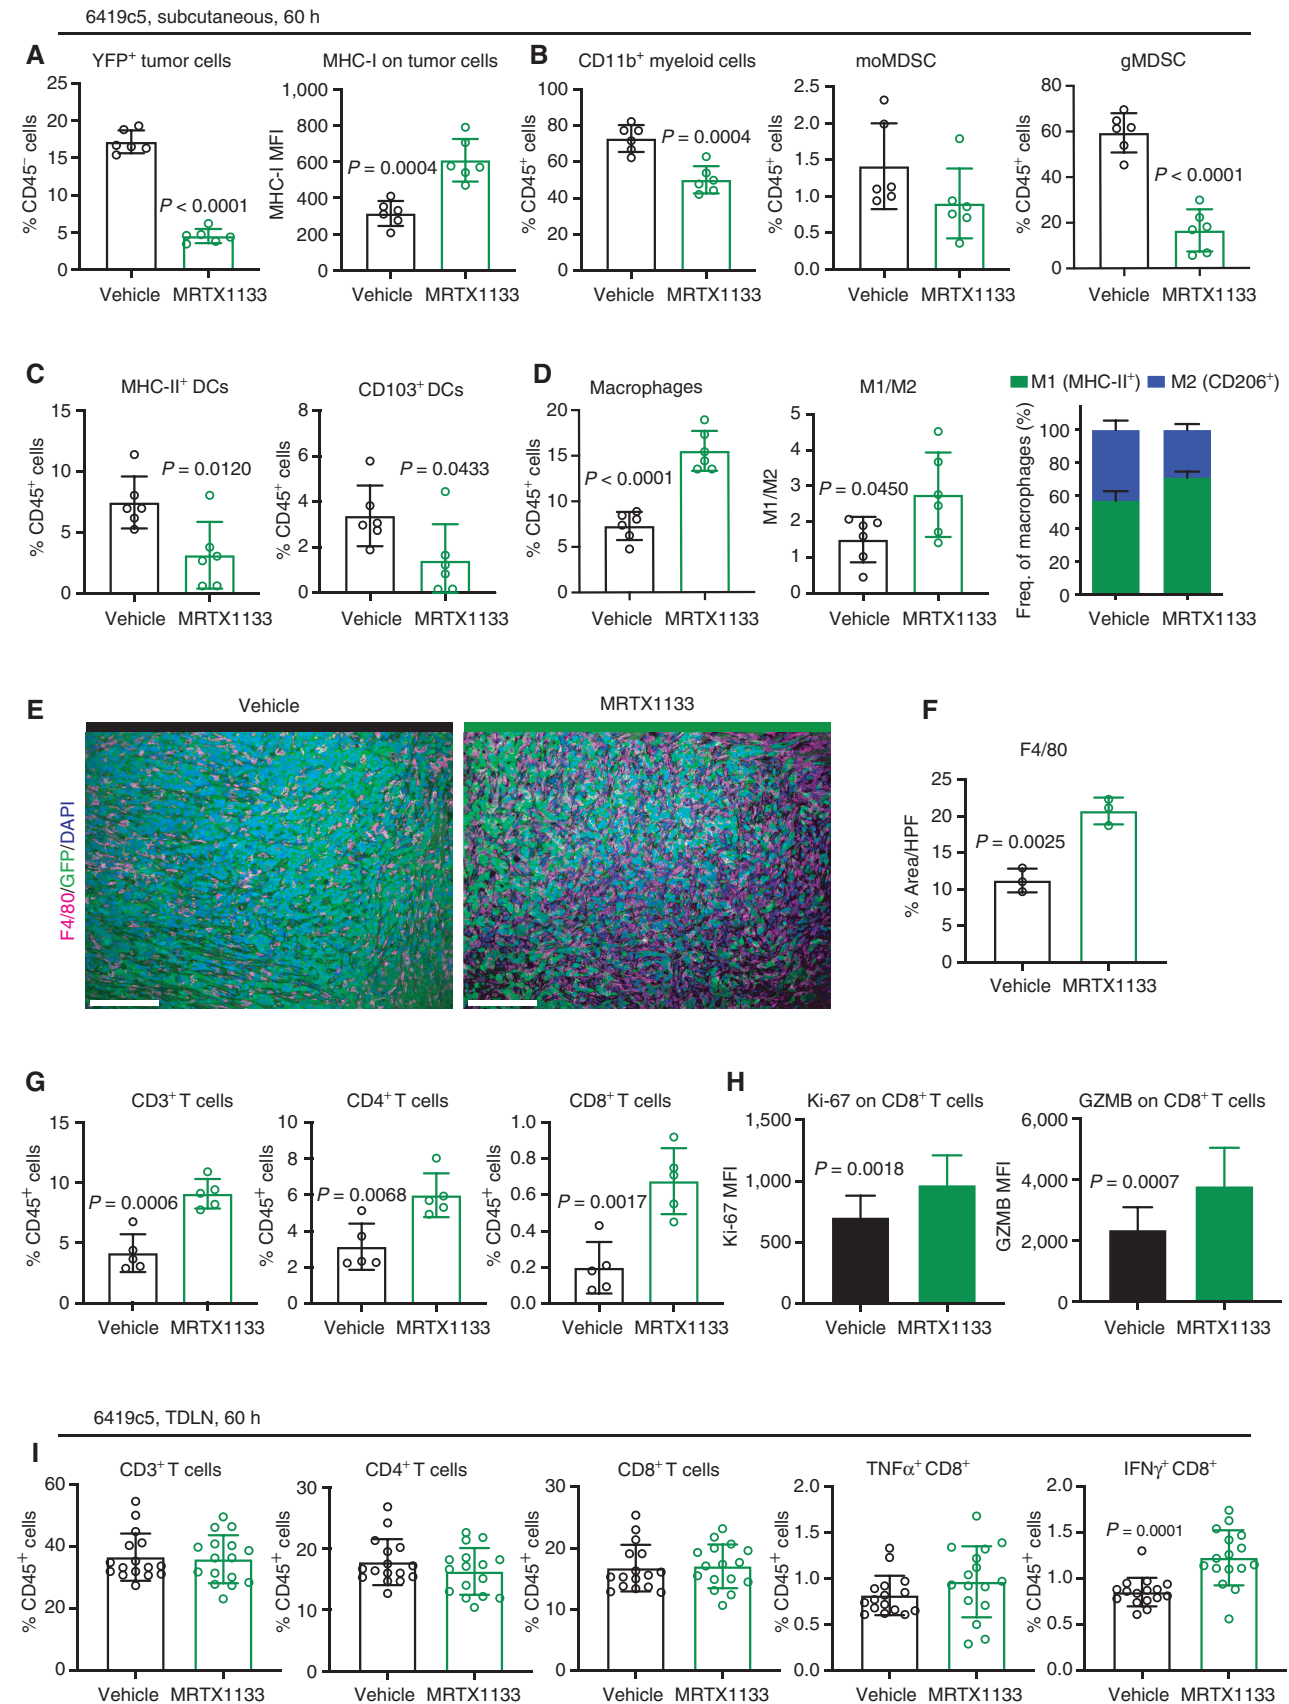 6419c5, subcutaneous, 60 h
A
YFP⁺ tumor cells
% CD45⁻ cells
25
20
15
10
5
0
P < 0.0001
Vehicle MRTX1133
MHC-I on tumor cells
MHC-I MFI
1,000
800
600
400
200
0
P = 0.0004
Vehicle MRTX1133
B
CD11b⁺ myeloid cells
% CD45⁺ cells
100
80
60
40
20
0
P = 0.0004
Vehicle MRTX1133
moMDSC
% CD45⁺ cells
2.5
2.0
1.5
1.0
0.5
0.0
Vehicle MRTX1133
gMDSC
% CD45⁺ cells
80
60
40
20
0
P < 0.0001
Vehicle MRTX1133
C
MHC-II⁺ DCs
% CD45⁺ cells
15
10
5
0
P = 0.0120
Vehicle MRTX1133
CD103⁺ DCs
% CD45⁺ cells
8
6
4
2
0
P = 0.0433
Vehicle MRTX1133
D
Macrophages
% CD45⁺ cells
20
15
10
5
0
P < 0.0001
Vehicle MRTX1133
M1/M2
M1/M2
5
4
3
2
1
0
P = 0.0450
Vehicle MRTX1133
M1 (MHC-II⁺) M2 (CD206⁺)
Freq. of macrophages (%)
100
80
60
40
20
0
Vehicle MRTX1133
E
Vehicle
MRTX1133
F4/80/GFP/DAPI
F
F4/80
% Area/HPF
25
20
15
10
5
0
P = 0.0025
Vehicle MRTX1133
G
CD3⁺ T cells
% CD45⁺ cells
15
10
5
0
P = 0.0006
Vehicle MRTX1133
CD4⁺ T cells
% CD45⁺ cells
10
8
6
4
2
0
P = 0.0068
Vehicle MRTX1133
CD8⁺ T cells
% CD45⁺ cells
1.0
0.8
0.6
0.4
0.2
0.0
P = 0.0017
Vehicle MRTX1133
H
Ki-67 on CD8⁺ T cells
Ki-67 MFI
1,500
1,000
500
0
P = 0.0018
Vehicle MRTX1133
GZMB on CD8⁺ T cells
GZMB MFI
6,000
4,000
2,000
0
P = 0.0007
Vehicle MRTX1133
6419c5, TDLN, 60 h
I
CD3⁺ T cells
% CD45⁺ cells
60
40
20
0
Vehicle MRTX1133
CD4⁺ T cells
% CD45⁺ cells
30
20
10
0
Vehicle MRTX1133
CD8⁺ T cells
% CD45⁺ cells
30
20
10
0
Vehicle MRTX1133
TNFα⁺ CD8⁺
% CD45⁺ cells
2.0
1.5
1.0
0.5
0.0
Vehicle MRTX1133
IFNγ⁺ CD8⁺
% CD45⁺ cells
2.0
1.5
1.0
0.5
0.0
P = 0.0001
Vehicle MRTX1133